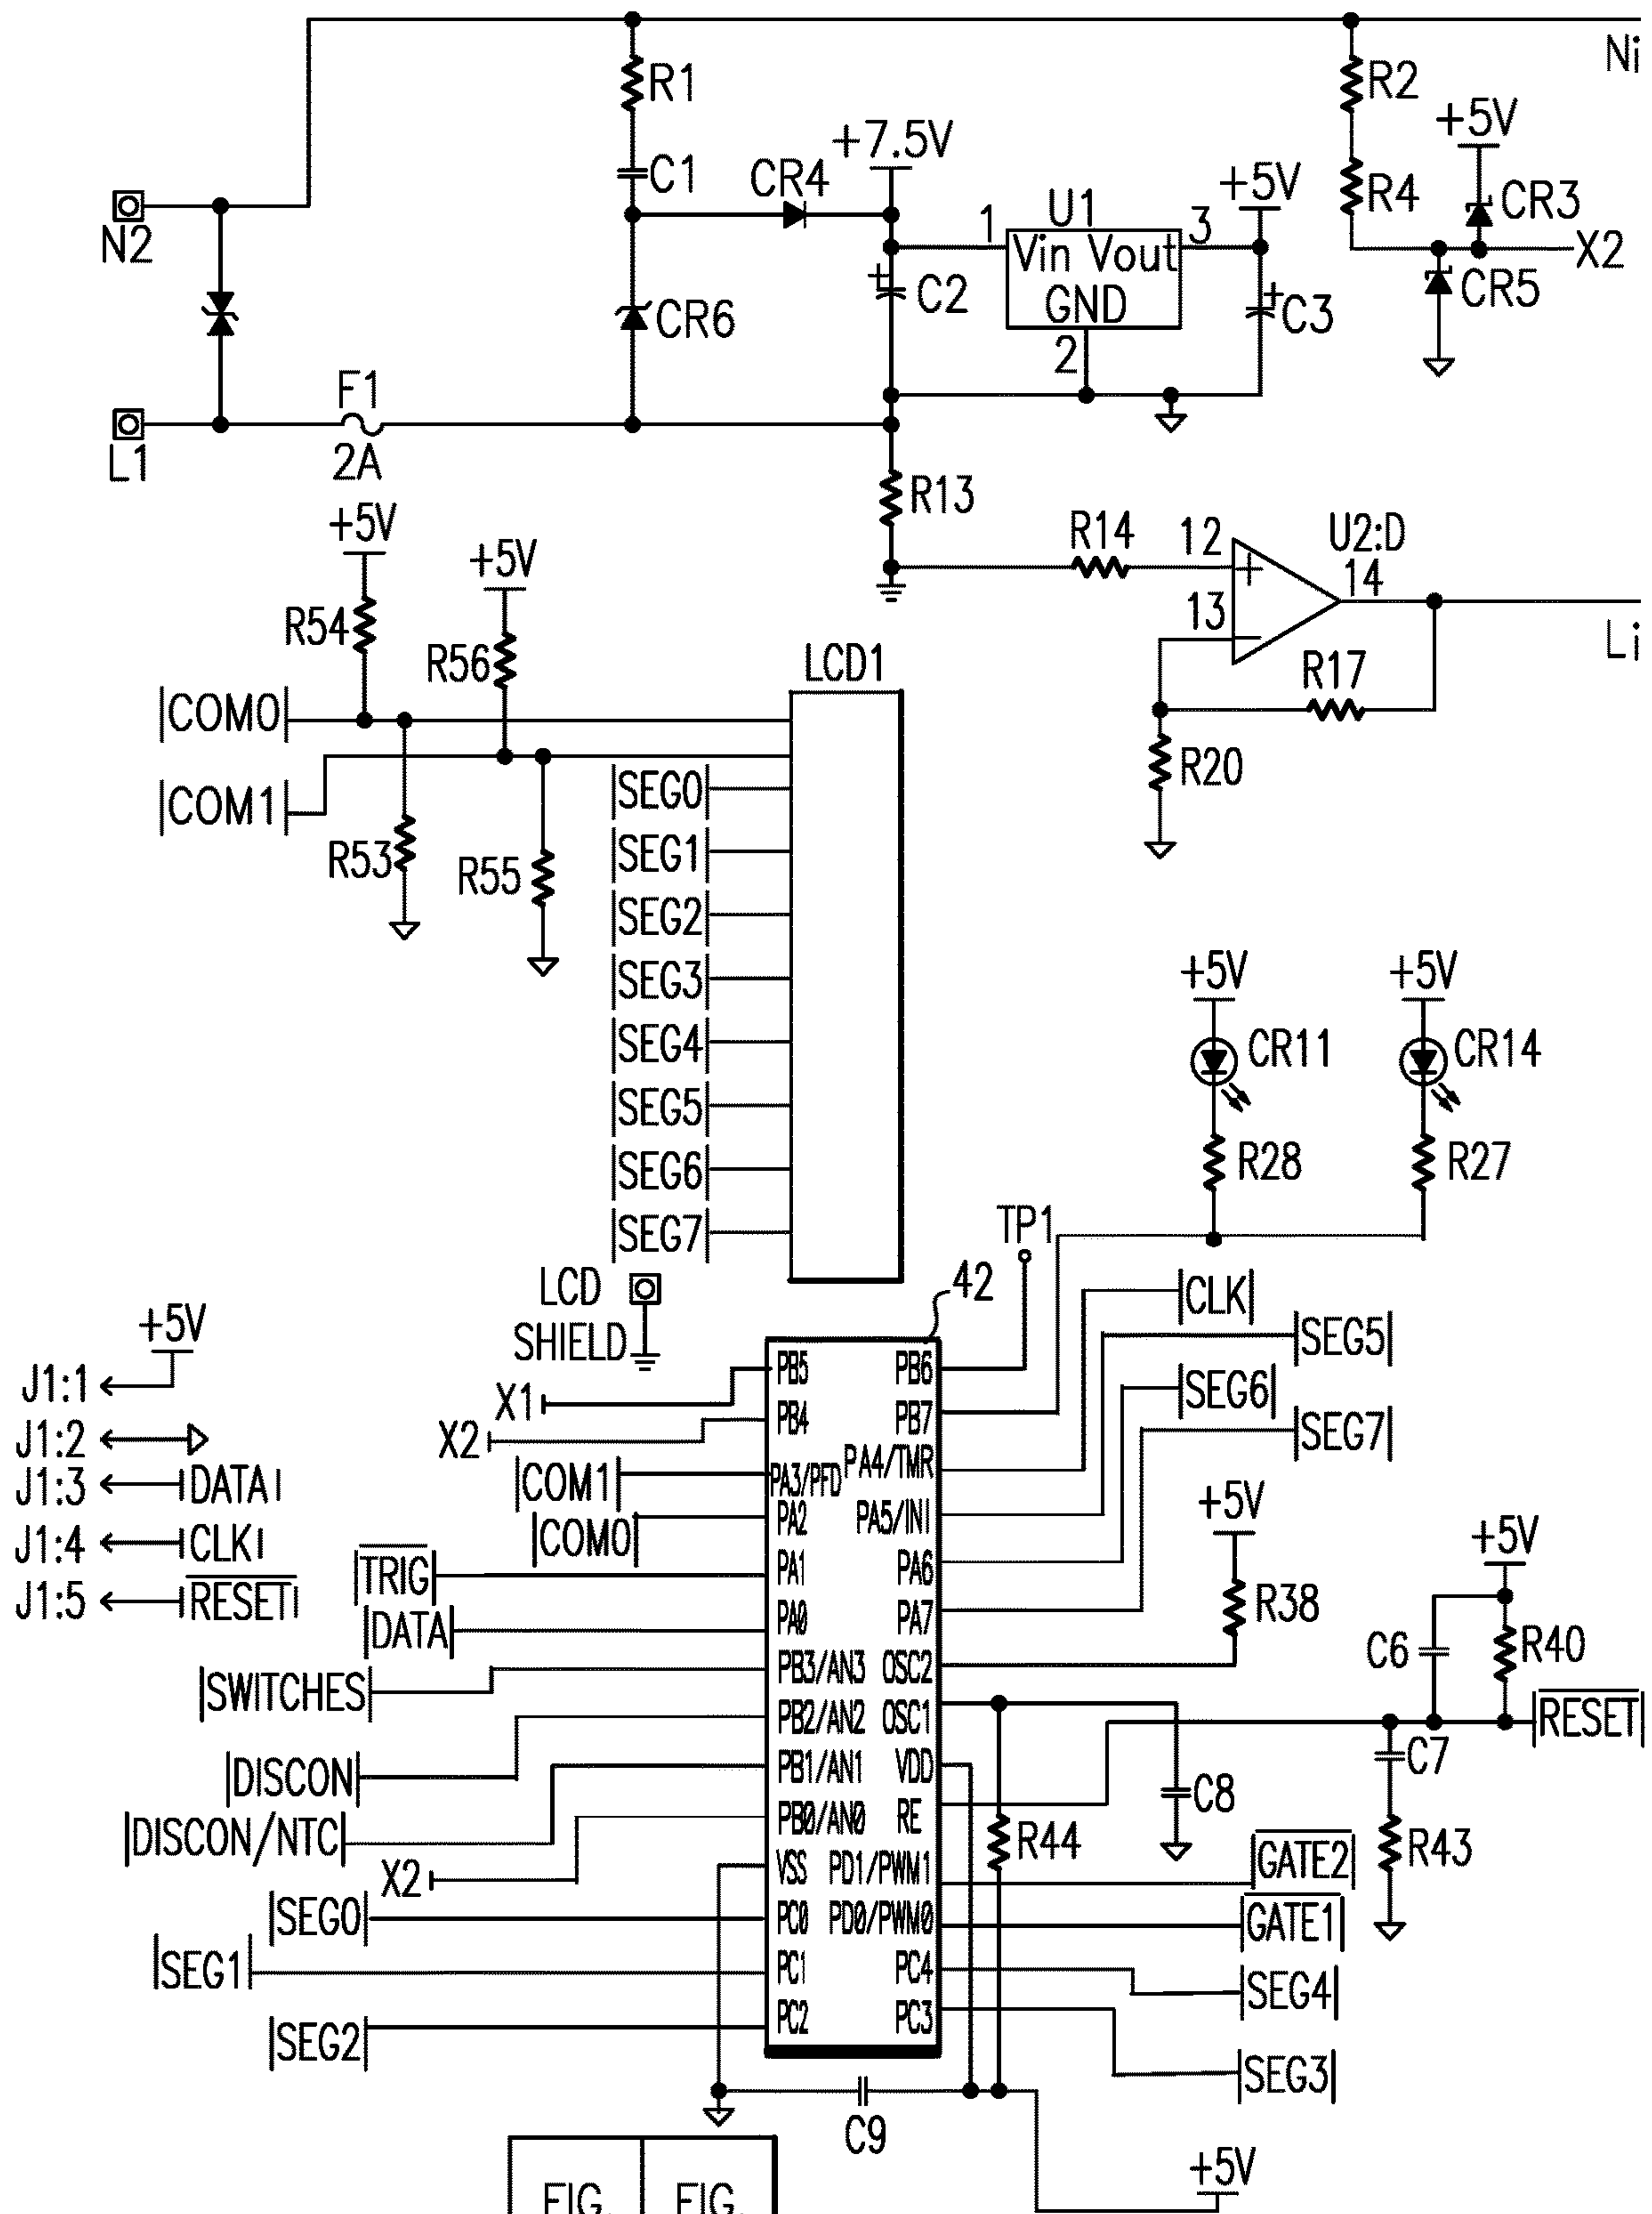 Ni
R1
R2
+5V
+7.5V
C1
CR4
+5V
R4
CR3
N2
1
U1
3
Vin Vout
GND
X2
CR5
CR6
+
C2
+
C3
2
F1
L1
2A
R13
+5V
+5V
R14
12
U2:D
14
+
13
−
Li
R54
R56
LCD1
R17
COM0
R20
COM1
SEG0
R53
R55
SEG1
SEG2
SEG3
+5V
+5V
SEG4
CR11
CR14
SEG5
SEG6
R28
R27
SEG7
TP1
LCD
SHIELD
42
CLK
+5V
SEG5
J1:1
PB5
PB6
SEG6
X1
J1:2
X2
PB4
PB7
SEG7
J1:3
DATA
COM1
PA3/PFD
PA4/TMR
+5V
J1:4
CLK
COM0
PA2
PA5/INI
+5V
J1:5
RESET
TRIG
PA1
PA6
R38
DATA
PA0
PA7
C6
R40
SWITCHES
PB3/AN3
OSC2
PB2/AN2
OSC1
RESET
DISCON
PB1/AN1
VDD
C7
C8
DISCON/NTC
PB0/AN0
RE
R44
R43
X2
VSS
PD1/PWM1
GATE2
SEG0
PC0
PD0/PWM0
GATE1
SEG1
PC1
PC4
SEG4
SEG2
PC2
PC3
SEG3
C9
+5V
FIG.
FIG.